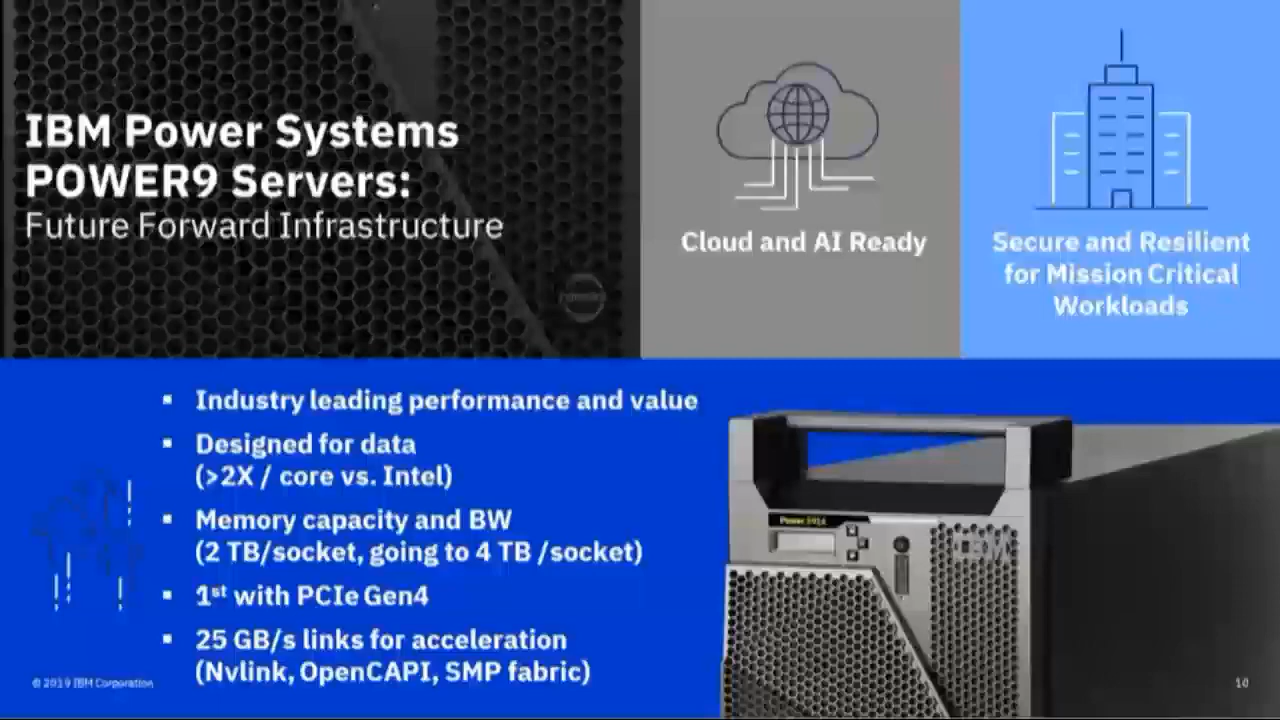 IBM Power Systems
POWER9 Servers:
Future Forward Infrastructure
Cloud and AI Ready
Secure and Resilient
for Mission Critical
Workloads
▪ Industry leading performance and value
▪ Designed for data
(>2X / core vs. Intel)
▪ Memory capacity and BW
(2 TB/socket, going to 4 TB /socket)
▪ 1st with PCIe Gen4
▪ 25 GB/s links for acceleration
(Nvlink, OpenCAPI, SMP fabric)
IBM
© 2019 IBM Corporation
10